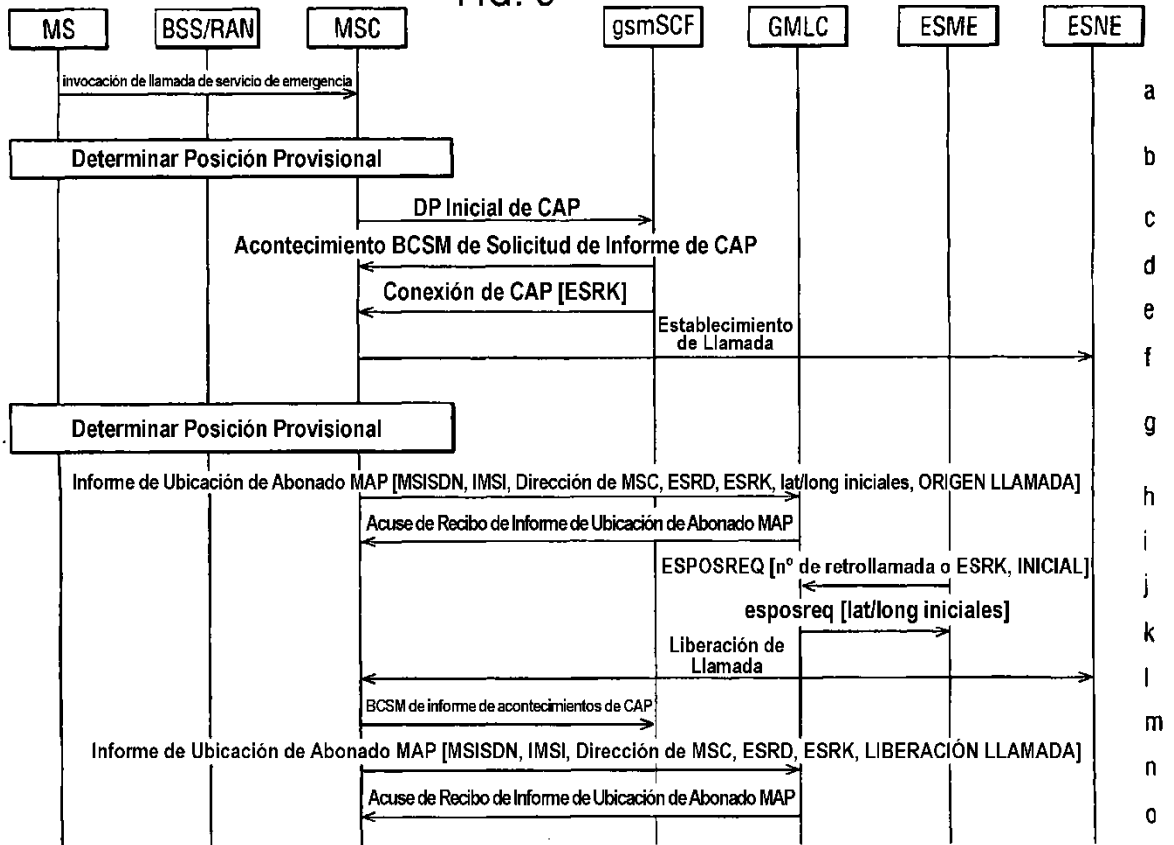 MS BSS/RAN MSC gsmSCF GMLC ESME ESNE
invocación de llamada de servicio de emergencia a
Determinar Posición Provisional b
DP Inicial de CAP c
Acontecimiento BCSM de Solicitud de Informe de CAP
d
Conexión de CAP [ESRK]
e
Establecimiento
de Llamada
f
Determinar Posición Provisional g
Informe de Ubicación de Abonado MAP [MSISDN, IMSI, Dirección de MSC, ESRD, ESRK, lat/long iniciales, ORIGEN LLAMADA]
h
Acuse de Recibo de Informe de Ubicación de Abonado MAP
i
ESPOSREQ [nº de retrollamada o ESRK, INICIAL]
j
esposreq [lat/long iniciales]
k
Liberación de
Llamada
l
BCSM de informe de acontecimientos de CAP m
Informe de Ubicación de Abonado MAP [MSISDN, IMSI, Dirección de MSC, ESRD, ESRK, LIBERACIÓN LLAMADA]
n
Acuse de Recibo de Informe de Ubicación de Abonado MAP
o